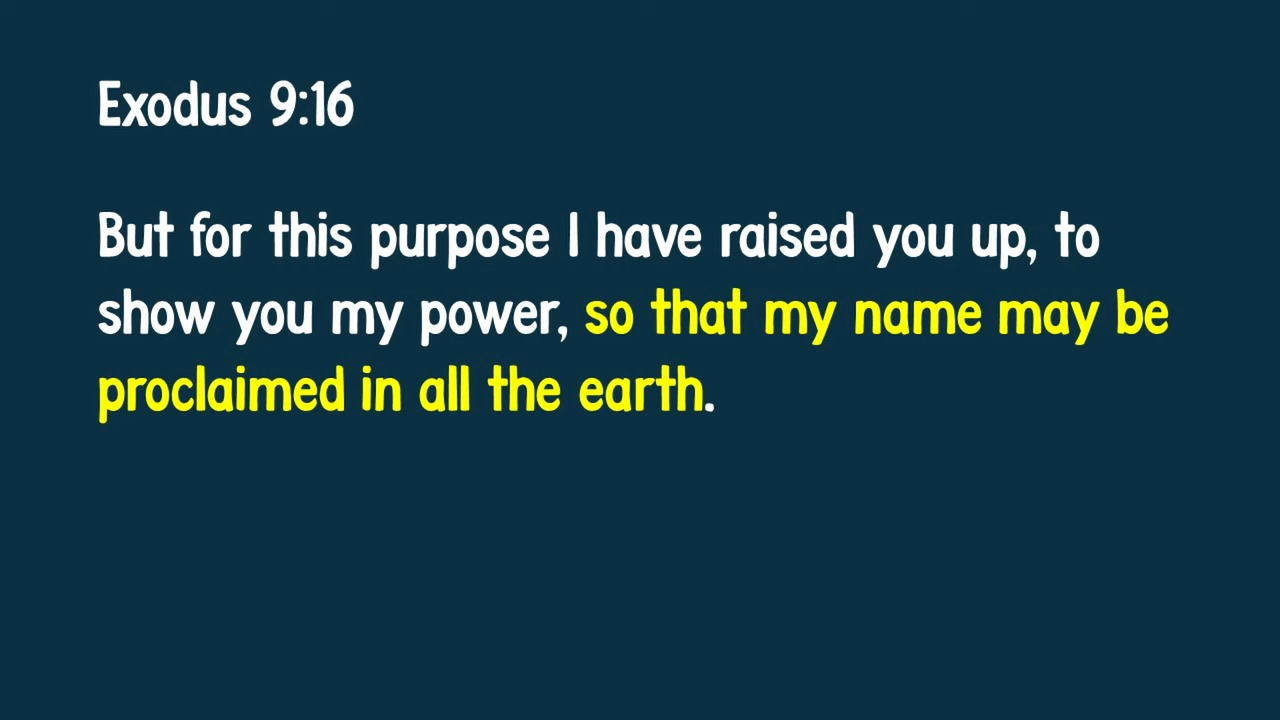 Exodus 9:16
But for this purpose I have raised you up, to
show you my power, so that my name may be
proclaimed in all the earth.